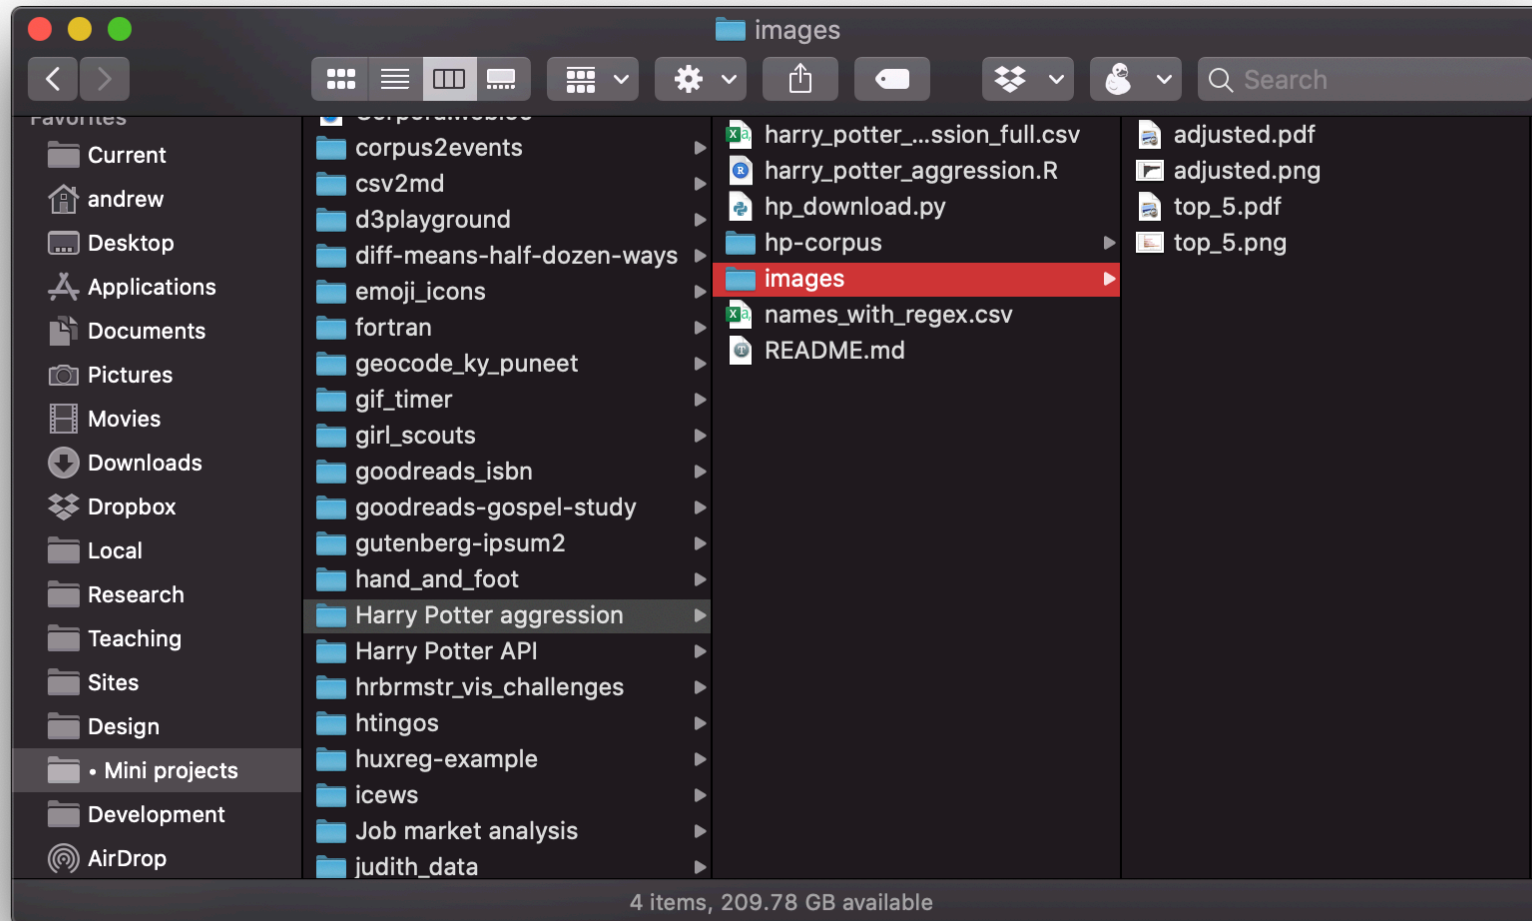 images
Search
Favorites
Current
andrew
Desktop
Applications
Documents
Pictures
Movies
Downloads
Dropbox
Local
Research
Teaching
Sites
Design
• Mini projects
Development
AirDrop
corpus2events
csv2md
d3playground
diff-means-half-dozen-ways
emoji_icons
fortran
geocode_ky_puneet
gif_timer
girl_scouts
goodreads_isbn
goodreads-gospel-study
gutenberg-ipsum2
hand_and_foot
Harry Potter aggression
Harry Potter API
hrbrmstr_vis_challenges
htingos
huxreg-example
icews
Job market analysis
judith_data
harry_potter_...ssion_full.csv
harry_potter_aggression.R
hp_download.py
hp-corpus
images
names_with_regex.csv
README.md
adjusted.pdf
adjusted.png
top_5.pdf
top_5.png
4 items, 209.78 GB available